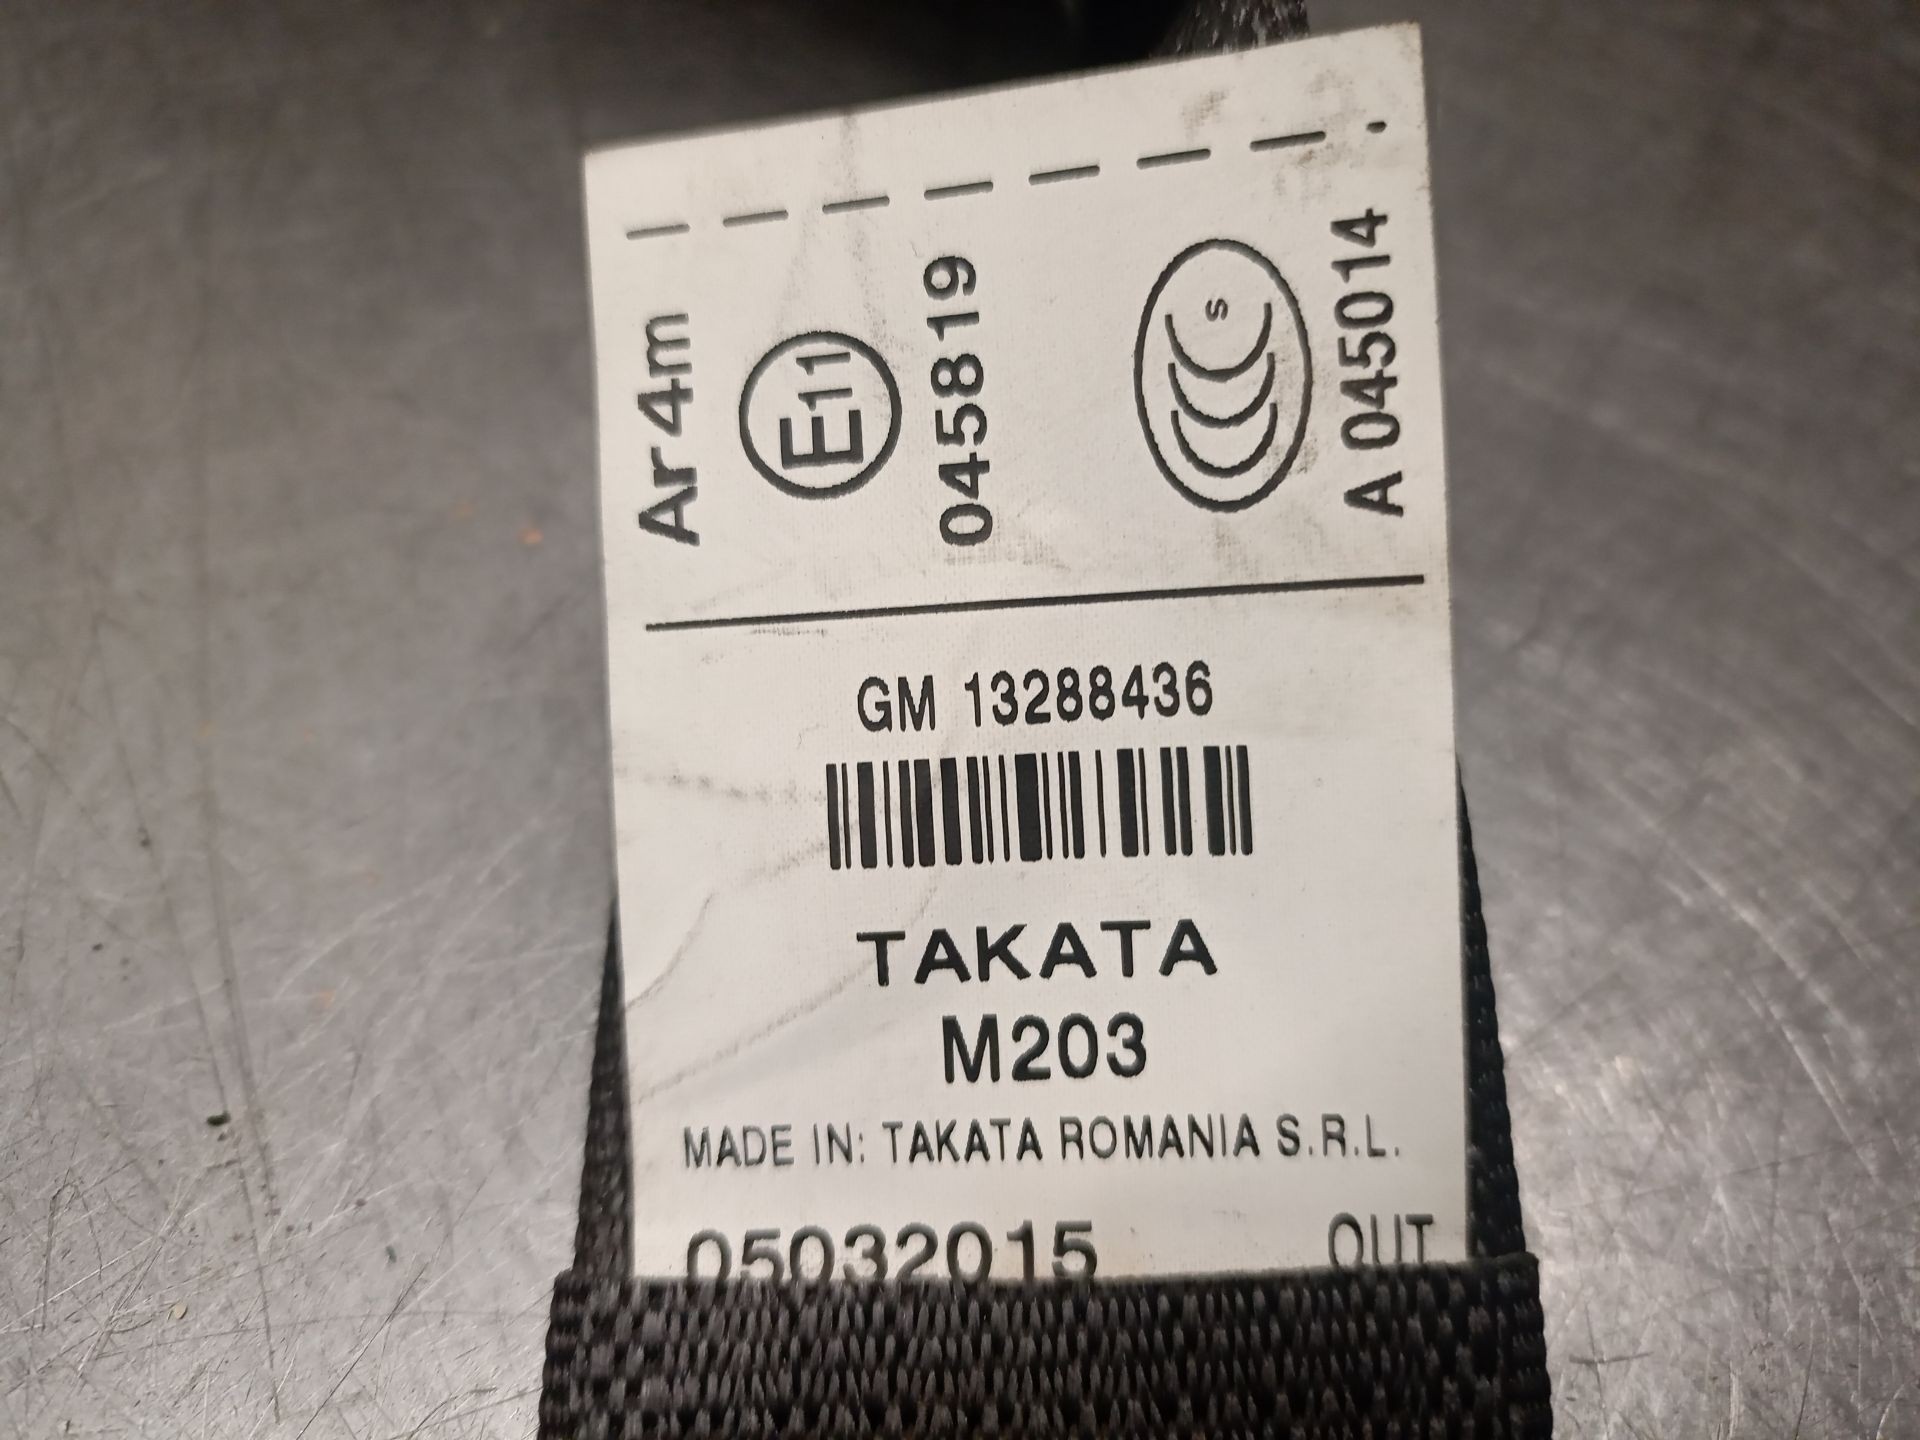 Ar4m
E11
045819
S
A 045014
GM 13288436
TAKATA
M203
MADE IN: TAKATA ROMANIA S.R.L.
05032015 OUT